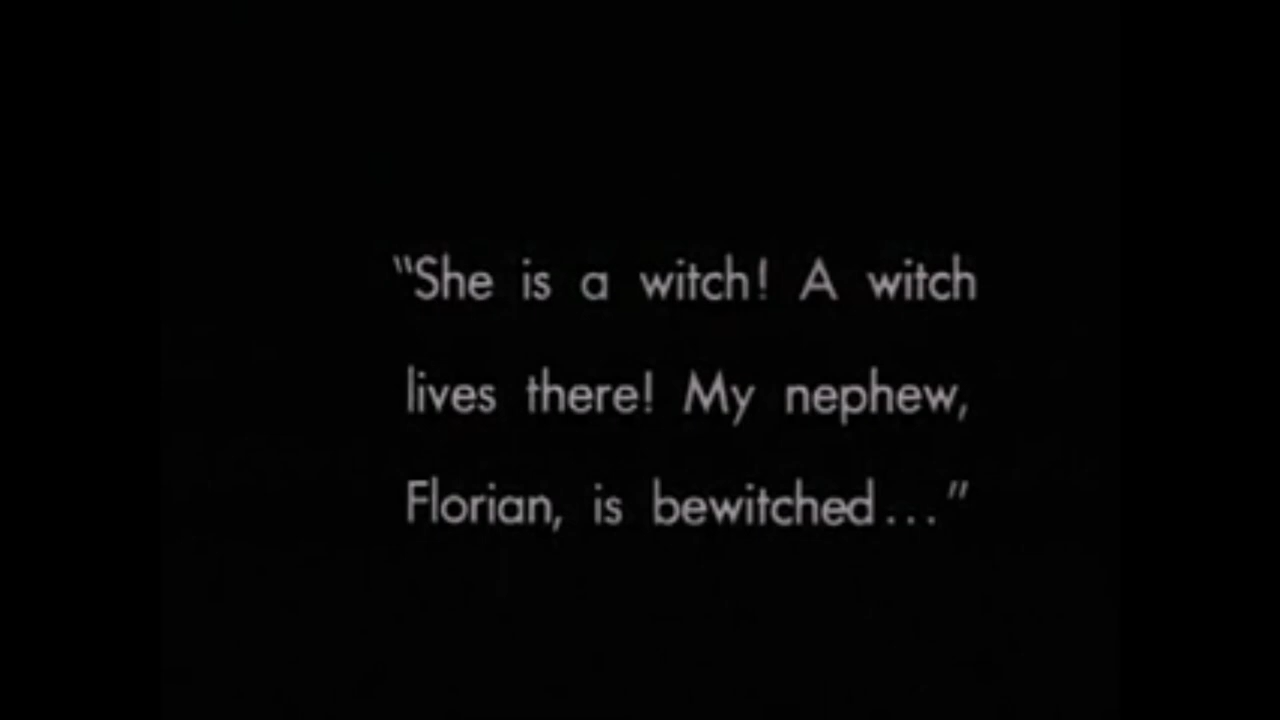 “She is a witch! A witch
lives there! My nephew,
Florian, is bewitched...”